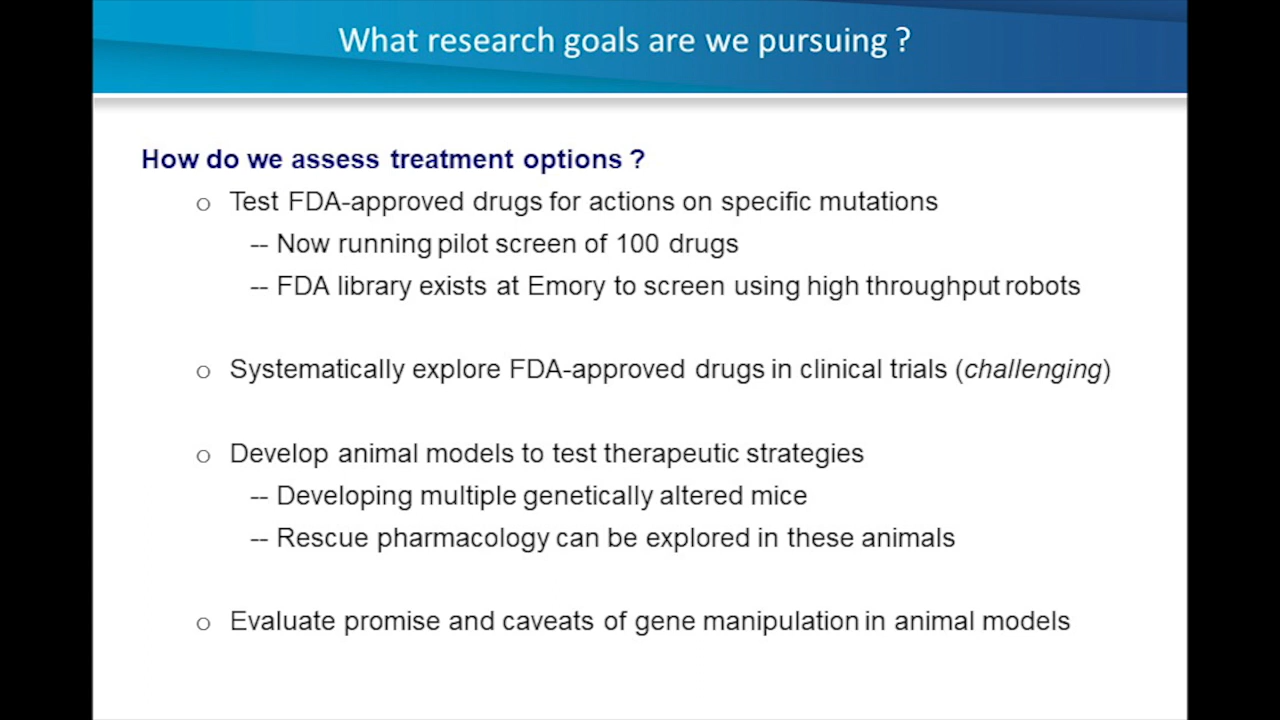 What research goals are we pursuing ?
How do we assess treatment options ?
o Test FDA-approved drugs for actions on specific mutations
-- Now running pilot screen of 100 drugs
-- FDA library exists at Emory to screen using high throughput robots
o Systematically explore FDA-approved drugs in clinical trials (challenging)
o Develop animal models to test therapeutic strategies
-- Developing multiple genetically altered mice
-- Rescue pharmacology can be explored in these animals
o Evaluate promise and caveats of gene manipulation in animal models